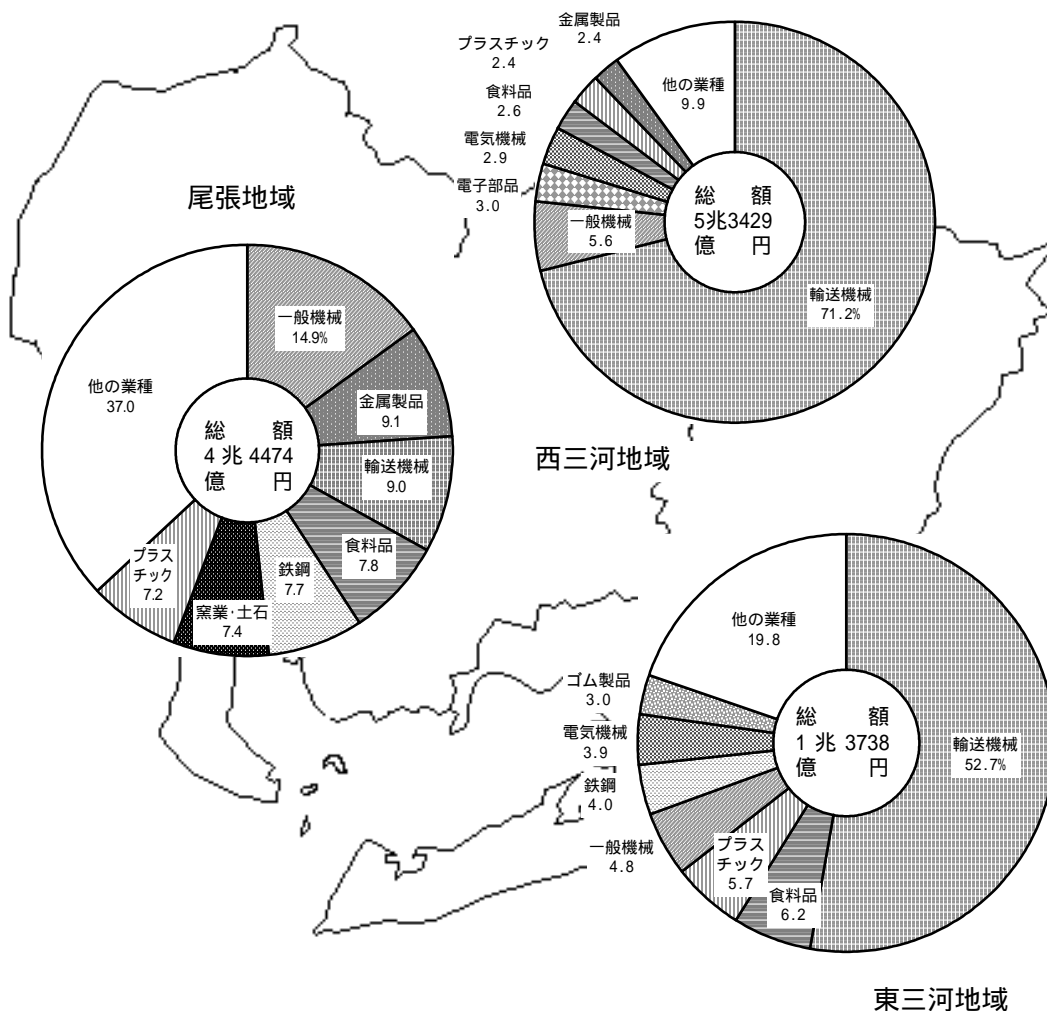 金属製品
2.4
プラスチック
2.4
食料品
2.6
電気機械
2.9
電子部品
3.0
一般機械
5.6
他の業種
9.9
総 額
5兆3429
億 円
輸送機械
71.2%
西三河地域
尾張地域
一般機械
14.9%
金属製品
9.1
輸送機械
9.0
食料品
7.8
鉄鋼
7.7
窯業・土石
7.4
プラス
チック
7.2
他の業種
37.0
総 額
4 兆 4474
億 円
他の業種
19.8
ゴム製品
3.0
電気機械
3.9
鉄鋼
4.0
一般機械
4.8
プラス
チック
5.7
食料品
6.2
総 額
1 兆 3738
億 円
輸送機械
52.7%
東三河地域